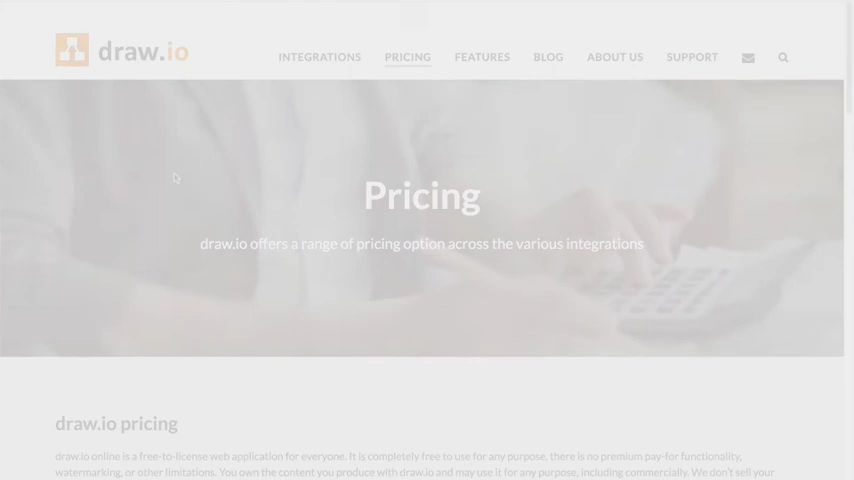 draw.io
INTEGRATIONS PRICING FEATURES BLOG ABOUT US SUPPORT
Pricing
draw.io offers a range of pricing option across the various integrations
draw.io pricing
draw.io online is a free-to-license web application for everyone. It is completely free to use for any purpose, there is no premium pay-for functionality,
watermarking, or other limitations. You own the content you produce with draw.io and may use it for any purpose, including commercially. We don't sell your